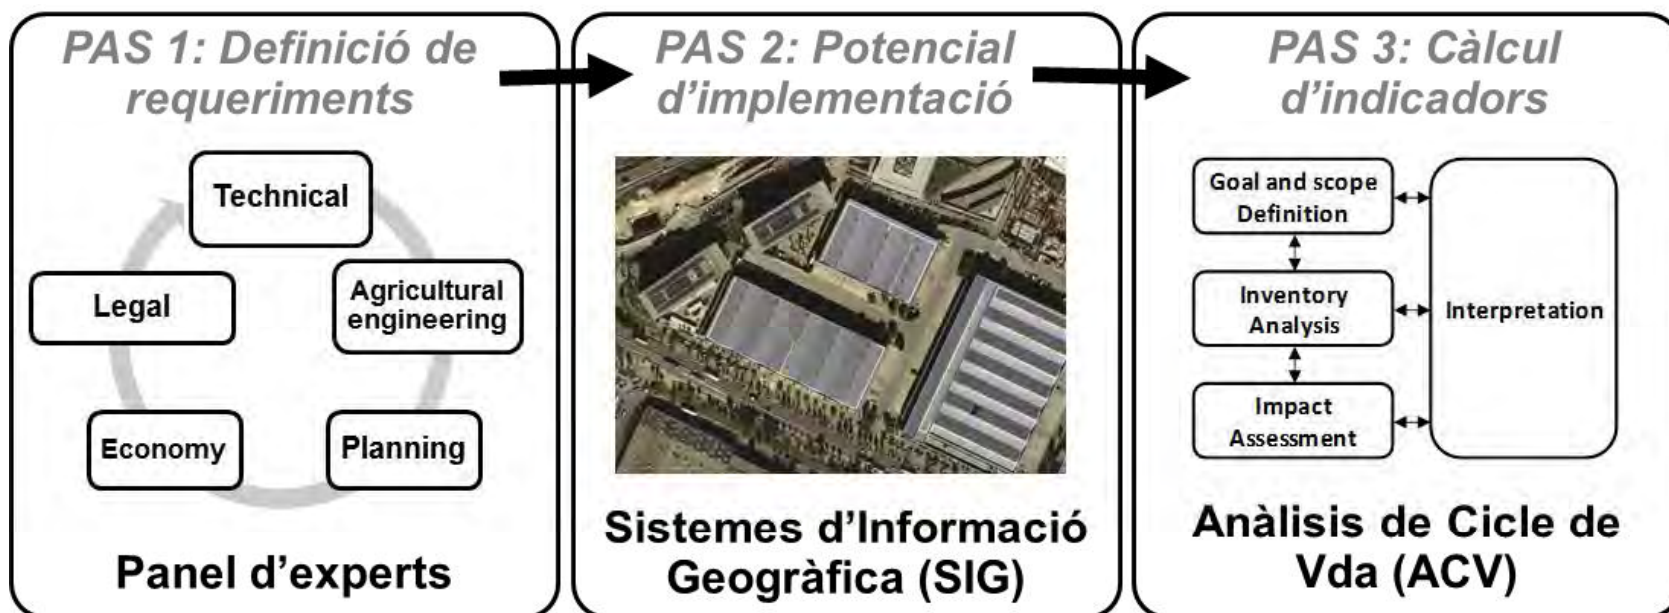 PAS 1: Definició de
requeriments
Technical
Agricultural
engineering
Planning
Economy
Legal
Panel d’experts
PAS 2: Potencial
d’implementació
Sistemes d’Informació
Geogràfica (SIG)
PAS 3: Càlcul
d’indicadors
Goal and scope
Definition
Inventory
Analysis
Impact
Assessment
Interpretation
Anàlisis de Cicle de
Vda (ACV)